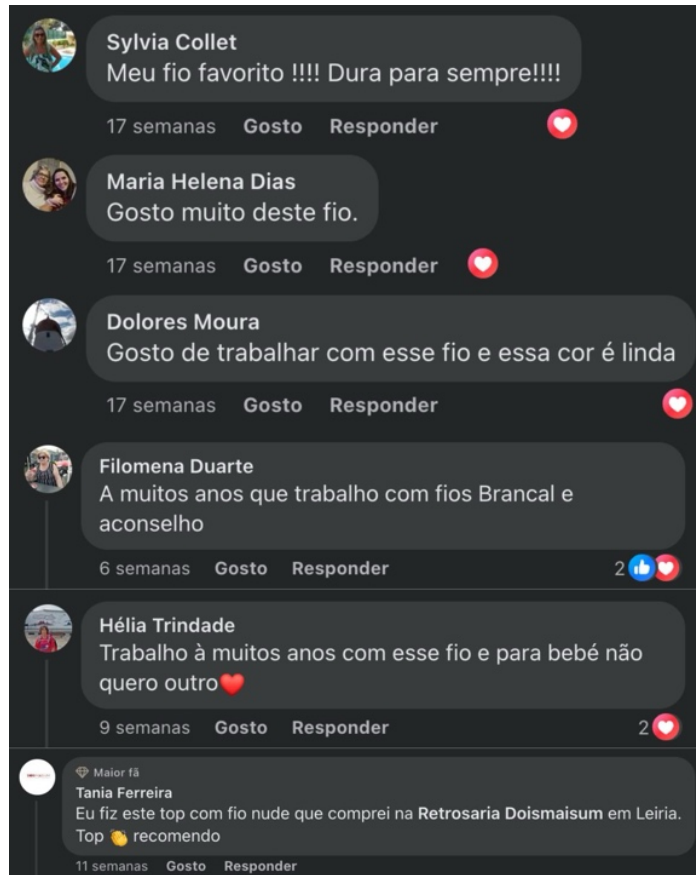 Sylvia Collet
Meu fio favorito !!!! Dura para sempre!!!!
17 semanas Gosto Responder
Maria Helena Dias
Gosto muito deste fio.
17 semanas Gosto Responder
Dolores Moura
Gosto de trabalhar com esse fio e essa cor é linda
17 semanas Gosto Responder
Filomena Duarte
A muitos anos que trabalho com fios Brancal e
aconselho
6 semanas Gosto Responder 2
Hélia Trindade
Trabalho à muitos anos com esse fio e para bebé não
quero outro❤️
9 semanas Gosto Responder 2
Maior fã
Tania Ferreira
Eu fiz este top com fio nude que comprei na Retrosaria Doismaisum em Leiria.
Top 👏 recomendo
11 semanas Gosto Responder